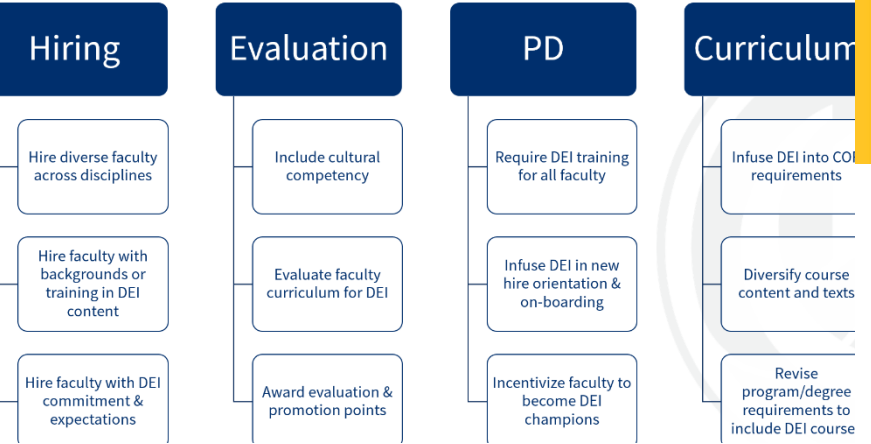 Hiring
Evaluation
PD
Curriculum
Hire diverse faculty
across disciplines
Include cultural
competency
Require DEI training
for all faculty
Infuse DEI into
requirements
Hire faculty with
backgrounds or
training in DEI
content
Evaluate faculty
curriculum for DEI
Infuse DEI in new
hire orientation &
on-boarding
Diversify course
content and texts
Hire faculty with DEI
commitment &
expectations
Award evaluation &
promotion points
Incentivize faculty to
become DEI
champions
Revise
program/degree
requirements to
include DEI course